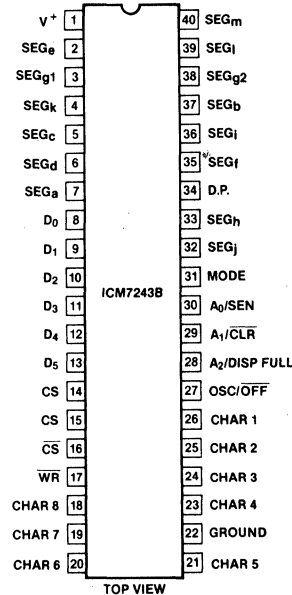 V+ 1 40 SEGm
SEGe 2 39 SEGl
SEGg1 3 38 SEGg2
SEGk 4 37 SEGb
SEGc 5 36 SEGi
SEGd 6 35 SEGf
SEGa 7 34 D.P.
D0 8 33 SEGh
D1 9 32 SEGj
D2 10 31 MODE
ICM7243B
D3 11 30 A0/SEN
D4 12 29 A1/C̅L̅R̅
D5 13 28 A2/DISP FULL
CS 14 27 OSC/O̅F̅F̅
CS 15 26 CHAR 1
C̅S̅ 16 25 CHAR 2
W̅R̅ 17 24 CHAR 3
CHAR 8 18 23 CHAR 4
CHAR 7 19 22 GROUND
CHAR 6 20 21 CHAR 5
TOP VIEW